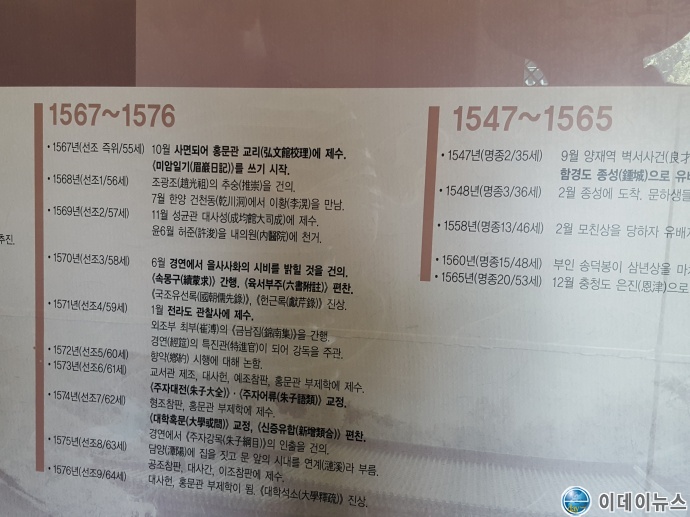 추진.
1567~1576
• 1567년(선조 즉위/55세) 10월 사면되어 홍문관 교리(弘文館校理)에 제수.
《미암일기(眉巖日記)》를 쓰기 시작.
• 1568년(선조1/56세) 조광조(趙光祖)의 추숭(推崇)을 건의.
7월 한양 건천동(乾川洞)에서 이황(李滉)을 만남.
• 1569년(선조2/57세) 11월 성균관 대사성(成均館大司成)에 제수.
윤6월 허준(許浚)을 내의원(內醫院)에 천거.
• 1570년(선조3/58세) 6월 경연에서 을사사화의 시비를 밝힐 것을 건의.
《속몽구(續蒙求)》 간행, 《육서부주(六書附註)》 편찬.
《국조유선록(國朝儒先錄)》, 《헌근록(獻芹錄)》 진상.
• 1571년(선조4/59세) 1월 전라도 관찰사에 제수.
외조부 최부(崔溥)의 《금남집(錦南集)》을 간행.
경연(經筵)의 특진관(特進官)이 되어 강독을 주관.
• 1572년(선조5/60세) 향약(鄕約) 시행에 대해 논함.
• 1573년(선조6/61세) 교서관 제조, 대사헌, 예조참판, 홍문관 부제학에 제수.
• 1574년(선조7/62세) 《주자대전(朱子大全)》·《주자어류(朱子語類)》 교정.
형조참판, 홍문관 부제학에 제수.
《대학혹문(大學或問)》 교정, 《신증유합(新增類合)》 편찬.
• 1575년(선조8/63세) 경연에서 《주자강목(朱子綱目)》의 인출을 건의.
담양(潭陽)에 집을 짓고 문 앞의 시내를 연계(漣溪)라 부름.
• 1576년(선조9/64세) 공조참판, 대사간, 이조참판에 제수.
대사헌, 홍문관 부제학이 됨. 《대학석소(大學釋疏)》 진상.
1547~1565
• 1547년(명종2/35세) 9월 양재역 벽서사건(良才
함경도 종성(鍾城)으로 유배
• 1548년(명종3/36세) 2월 종성에 도착. 문하생들
• 1558년(명종13/46세) 2월 모친상을 당하자 유배지
• 1560년(명종15/48세) 부인 송덕봉이 삼년상을 마
• 1565년(명종20/53세) 12월 충청도 은진(恩津)으로
이데이뉴스